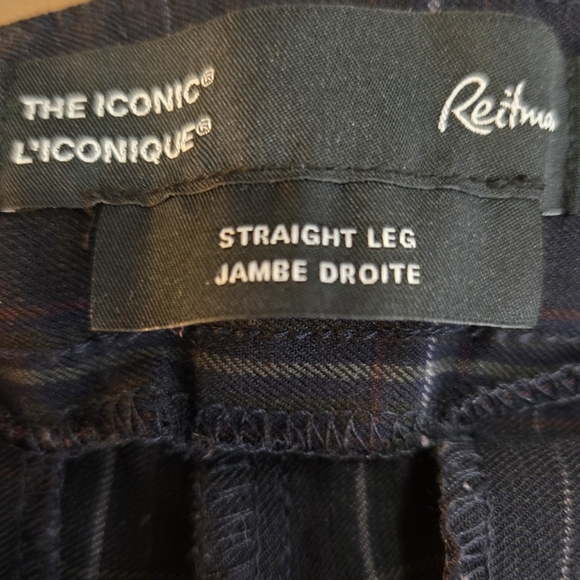 THE ICONIC®
L'ICONIQUE®
Reitma
STRAIGHT LEG
JAMBE DROITE